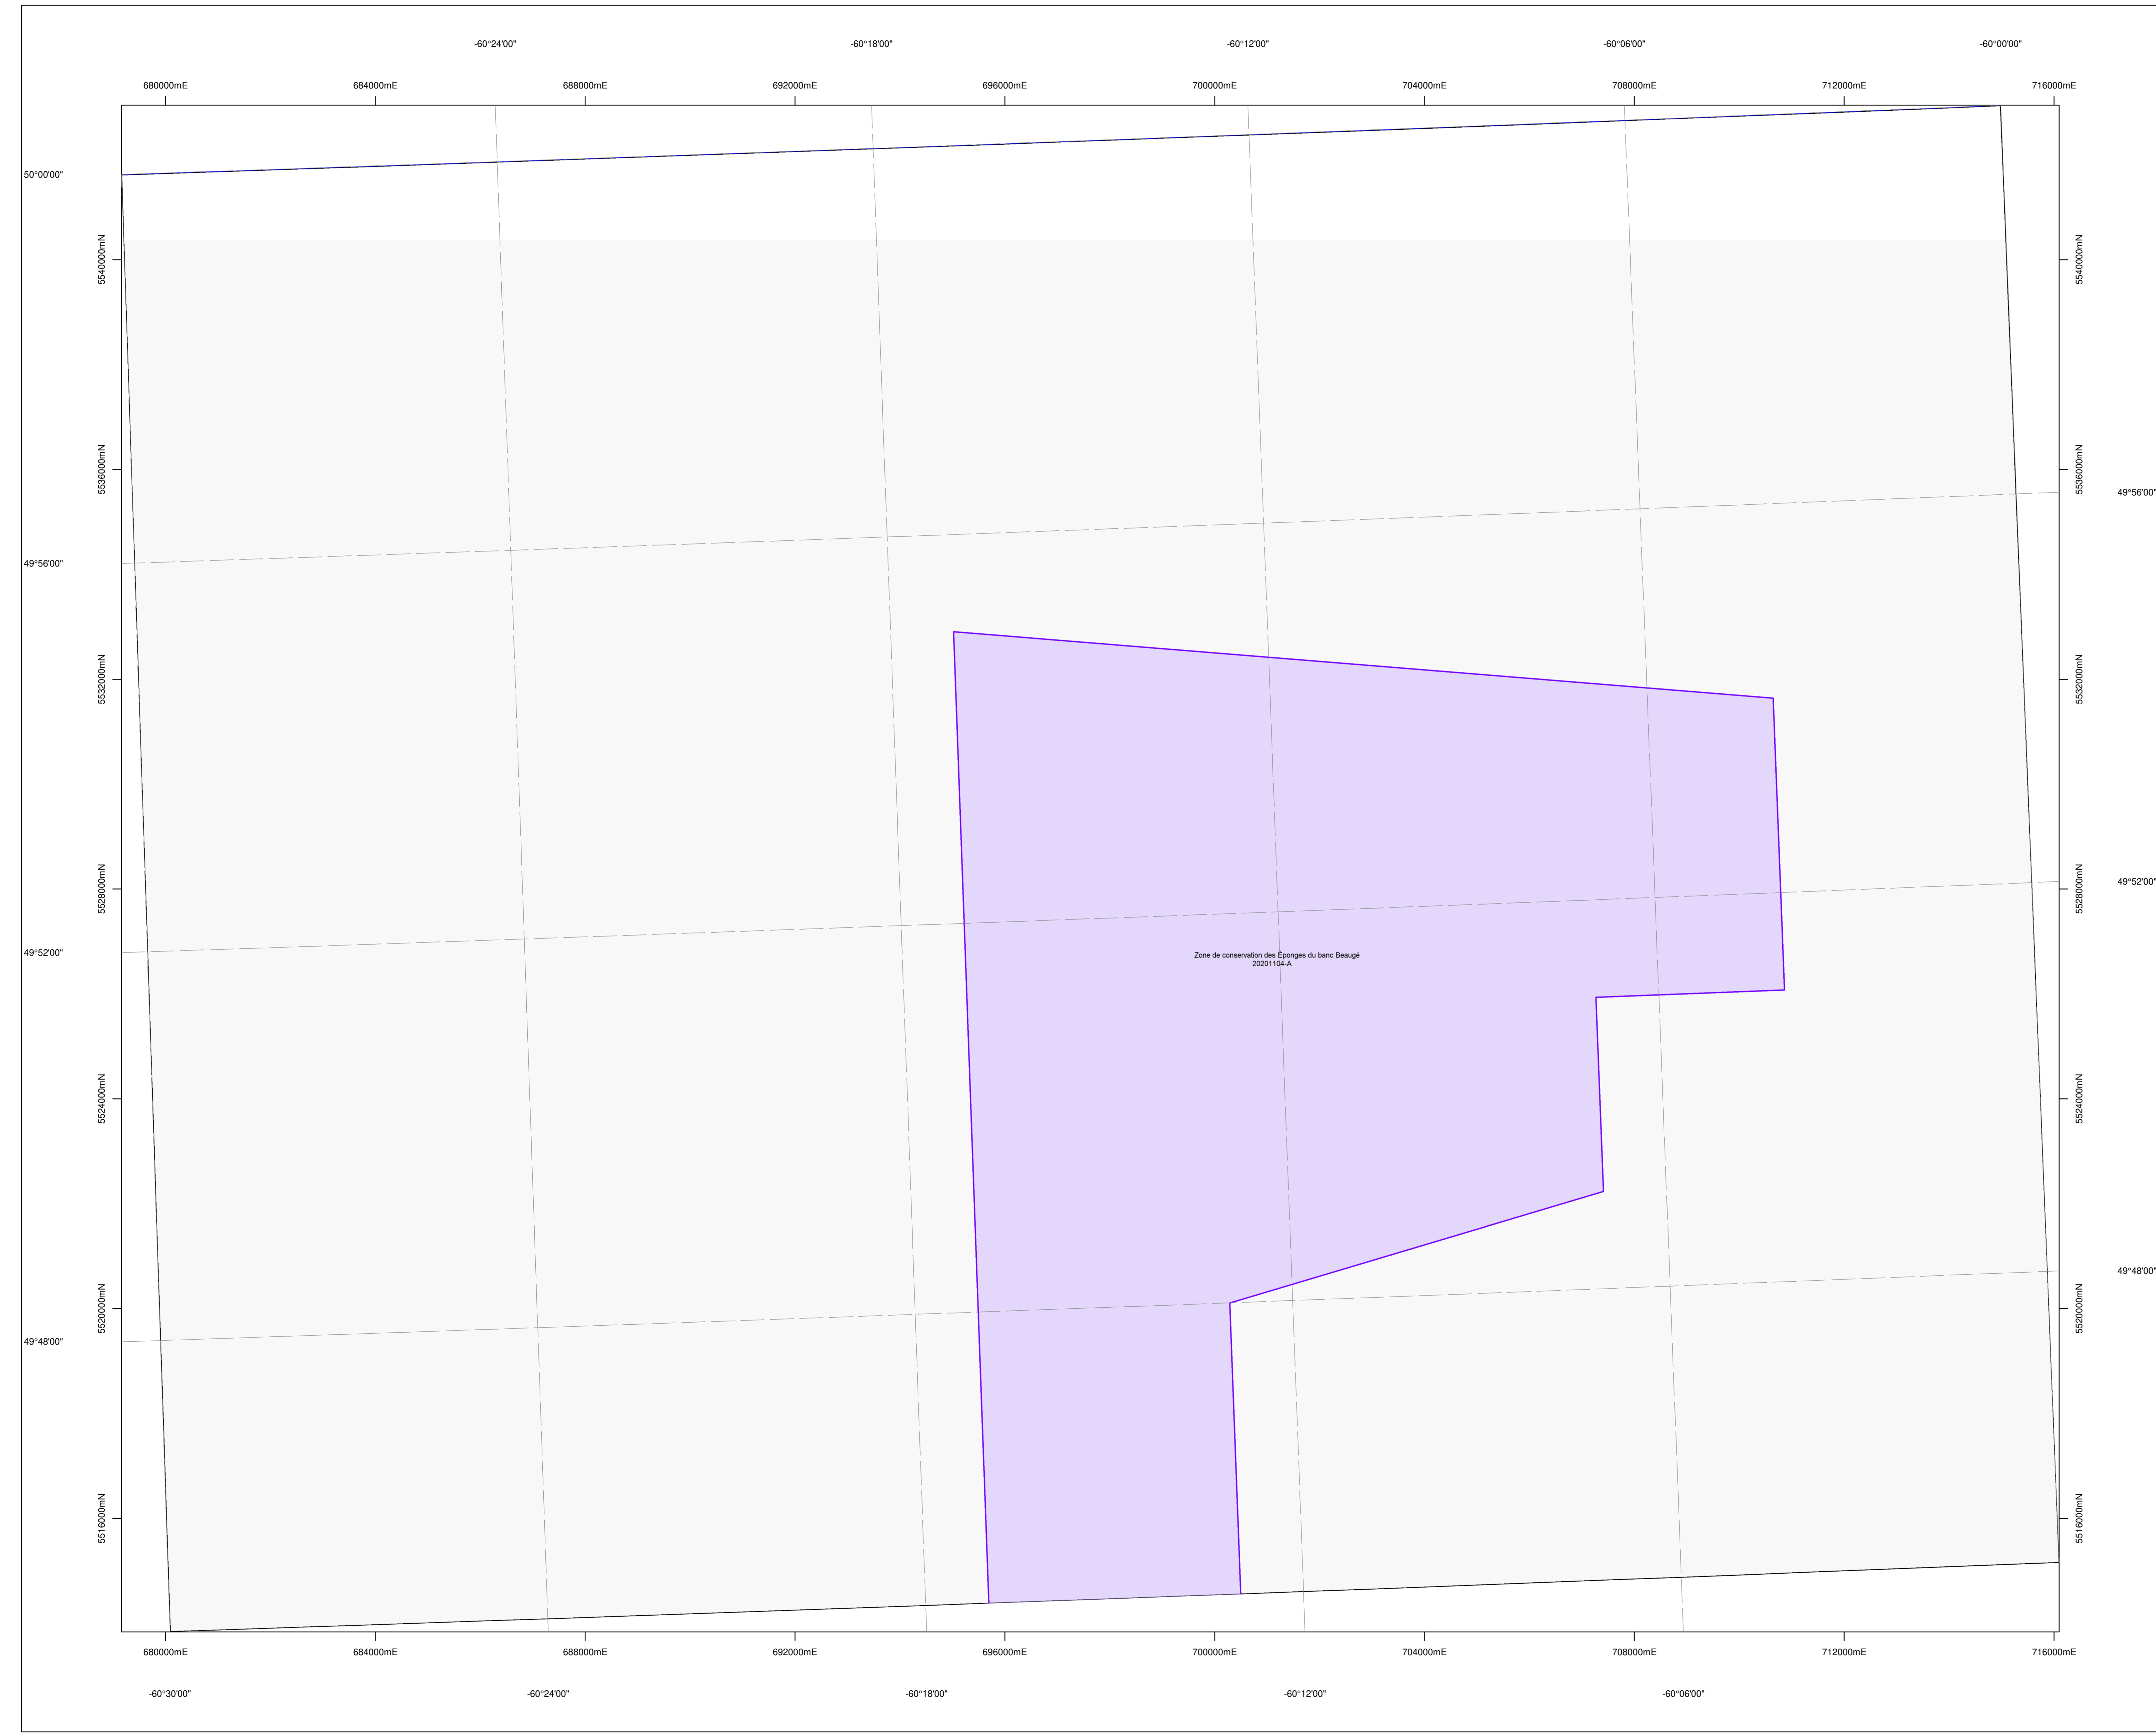 -60°24'00" -60°18'00" -60°12'00" -60°06'00" -60°00'00"
680000mE 684000mE 688000mE 692000mE 696000mE 700000mE 704000mE 708000mE 712000mE 716000mE
50°00'00"
5540000mN 5540000mN
5536000mN 5536000mN
49°56'00"
49°56'00"
5532000mN 5532000mN
5528000mN 5528000mN
49°52'00"
49°52'00"
Zone de conservation des Éponges du banc Beaugé
20201104-A
5524000mN 5524000mN
49°48'00"
5520000mN 5520000mN
49°48'00"
5516000mN 5516000mN
680000mE 684000mE 688000mE 692000mE 696000mE 700000mE 704000mE 708000mE 712000mE 716000mE
-60°30'00" -60°24'00" -60°18'00" -60°12'00" -60°06'00"